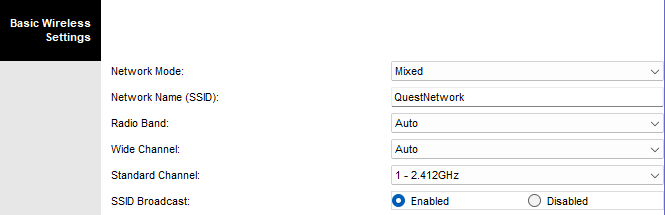 Basic Wireless
Settings
Network Mode: Mixed
Network Name (SSID): QuestNetwork
Radio Band: Auto
Wide Channel: Auto
Standard Channel: 1 - 2.412GHz
SSID Broadcast: Enabled Disabled